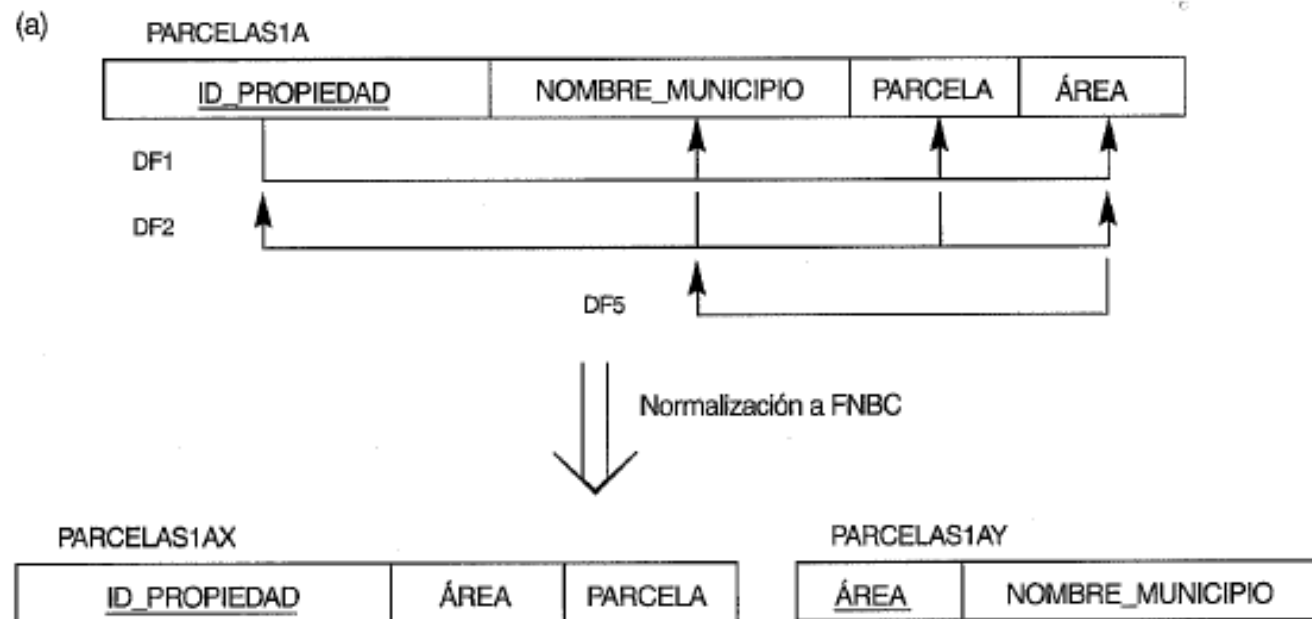 (a)
PARCELAS1A
ID_PROPIEDAD NOMBRE_MUNICIPIO PARCELA ÁREA
DF1
DF2
DF5
Normalización a FNBC
PARCELAS1AX
ID_PROPIEDAD ÁREA PARCELA
PARCELAS1AY
ÁREA NOMBRE_MUNICIPIO